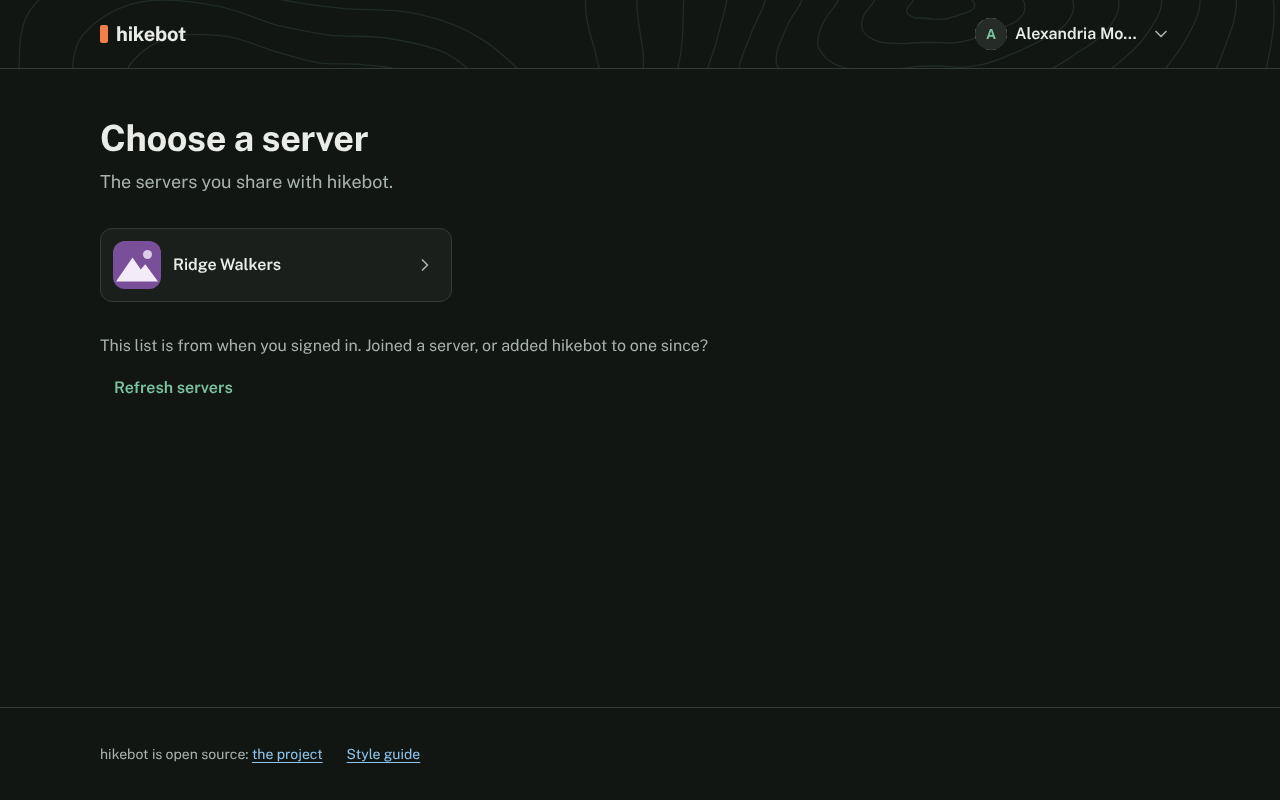 hikebot
A Alexandria Mo...
Choose a server
The servers you share with hikebot.
Ridge Walkers
This list is from when you signed in. Joined a server, or added hikebot to one since?
Refresh servers
hikebot is open source: the project Style guide